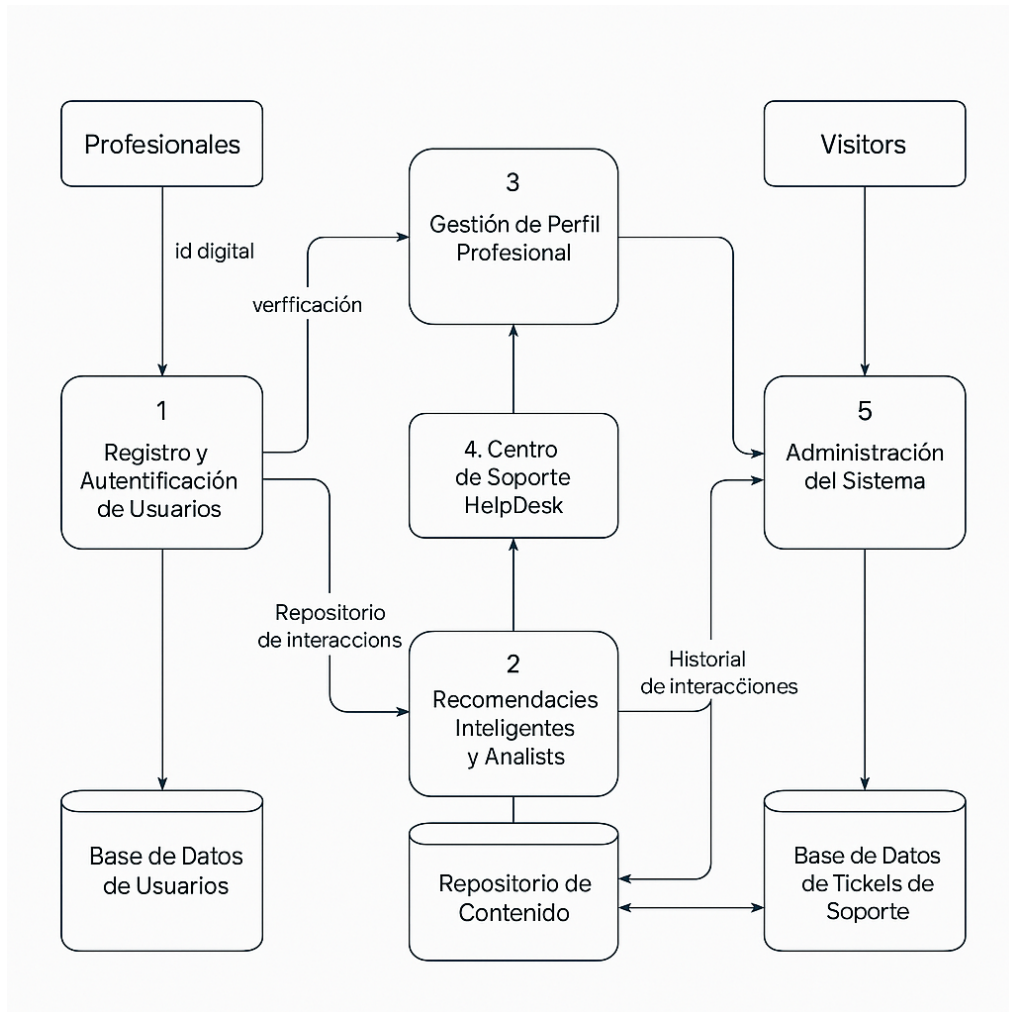 Profesionales
Visitors
3
Gestión de Perfil
Profesional
id digital
verfficación
1
Registro y
Autentificación
de Usuarios
4. Centro
de Soporte
HelpDesk
5
Administración
del Sistema
Repositorio
de interaccions
2
Recomendacies
Inteligentes
y Analists
Historial
de interacc̈iones
Base de Datos
de Usuarios
Repositorio de
Contenido
Base de Datos
de Tickels de
Soporte